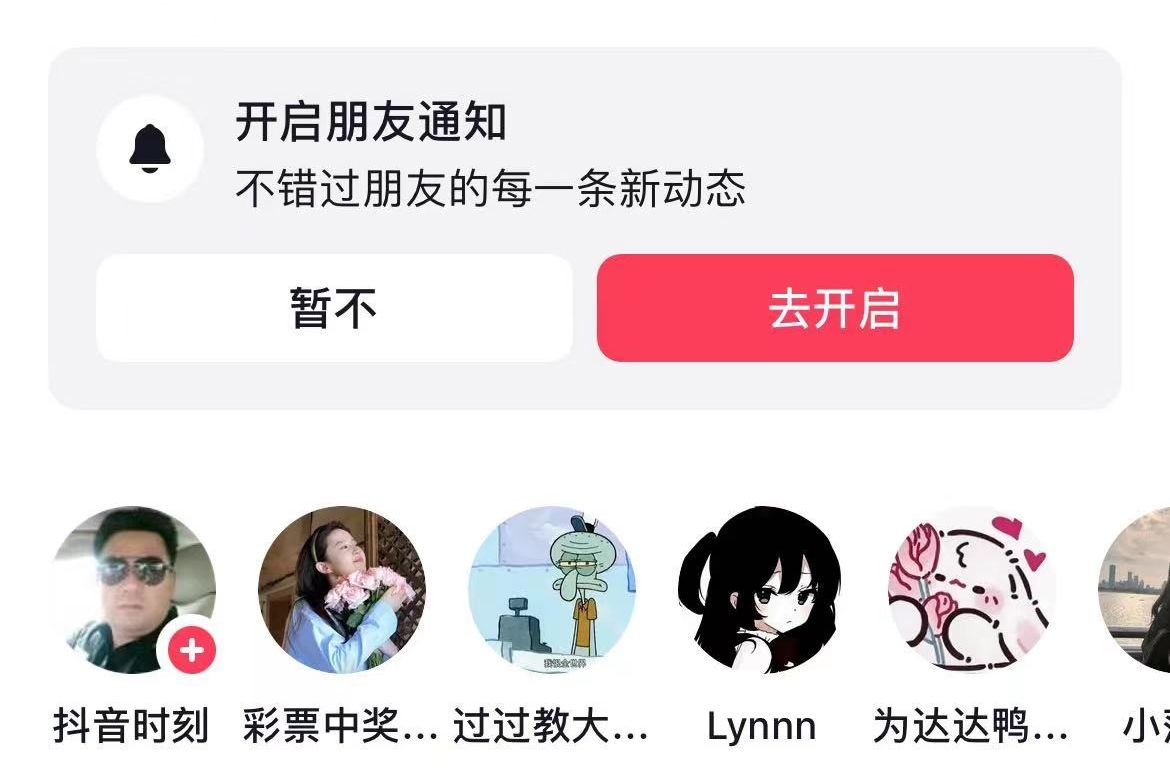 开启朋友通知
不错过朋友的每一条新动态
暂不
去开启
抖音时刻
彩票中奖...
过过教大...
Lynnn
为达达鸭...